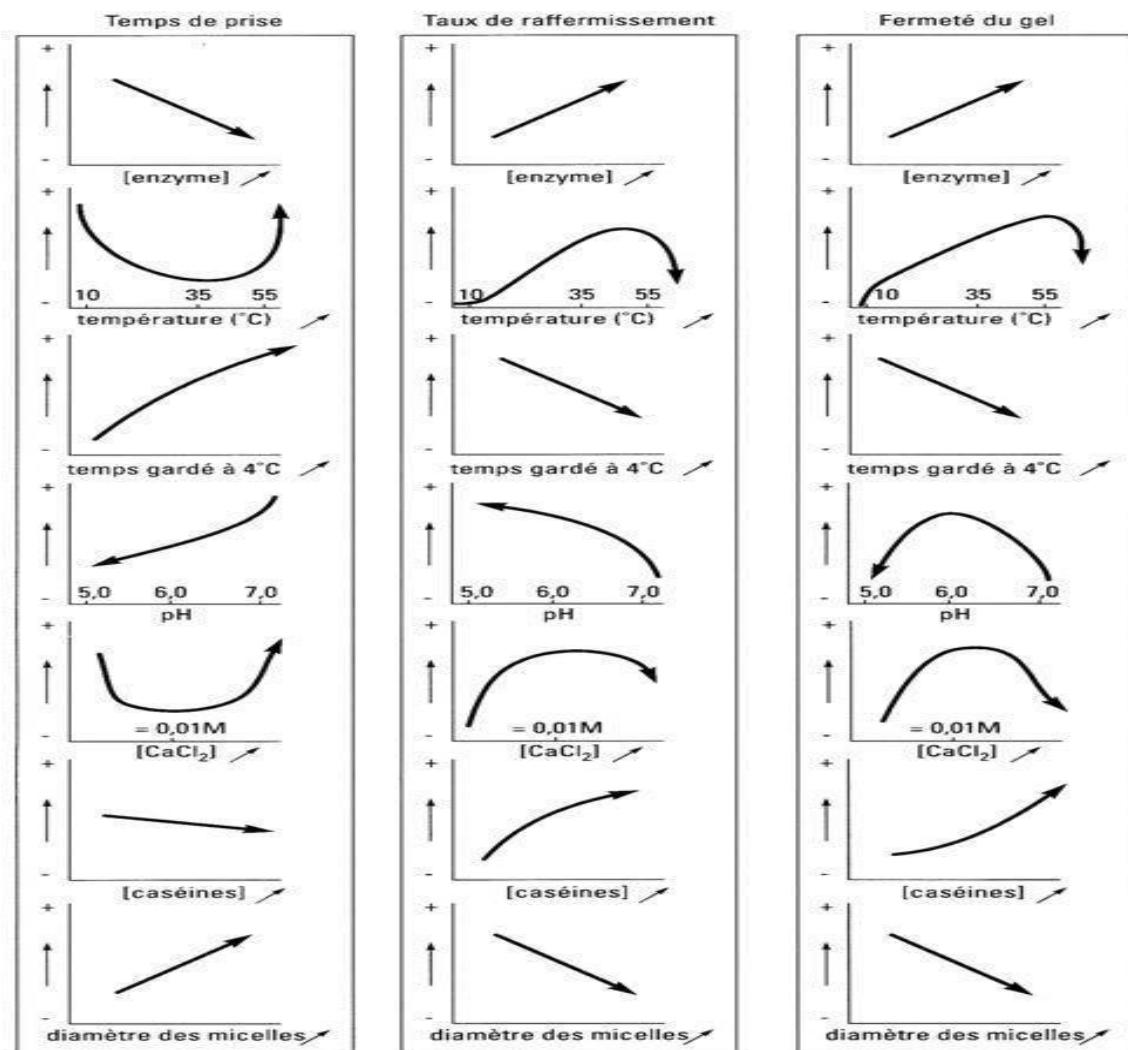 Temps de prise Taux de raffermissement Fermeté du gel
+ + +
- - -
[enzyme] [enzyme] [enzyme]
+ + +
- 10 35 55 - 10 35 55 - 10 35 55
température (°C) température (°C) température (°C)
+ + +
- - -
temps gardé à 4°C temps gardé à 4°C temps gardé à 4°C
+ + +
- 5,0 6,0 7,0 - 5,0 6,0 7,0 - 5,0 6,0 7,0
pH pH pH
+ + +
= 0,01M = 0,01M = 0,01M
- - -
[CaCl₂] [CaCl₂] [CaCl₂]
+ + +
- - -
[caséines] [caséines] [caséines]
+ + +
- - -
diamètre des micelles diamètre des micelles diamètre des micelles